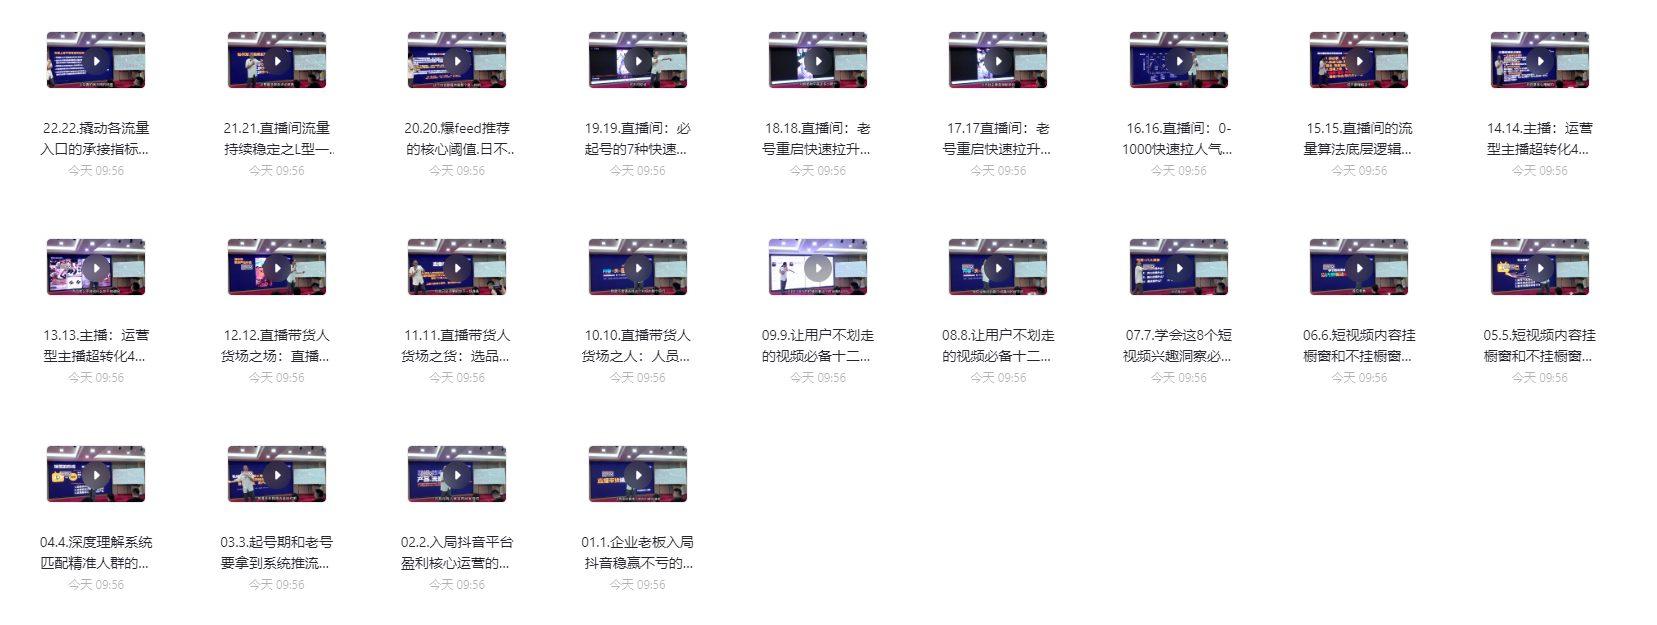 22.22.撬动各流量
入口的承接指标...
今天 09:56
21.21.直播间流量
持续稳定之L型一..
今天 09:56
20.20.爆feed推荐
的核心阈值.日不..
今天 09:56
19.19.直播间：必
起号的7种快速...
今天 09:56
18.18.直播间：老
号重启快速拉升...
今天 09:56
17.17直播间：老
号重启快速拉升...
今天 09:56
16.16.直播间：0-
1000快速拉人气...
今天 09:56
15.15.直播间的流
量算法底层逻辑...
今天 09:56
14.14.主播：运营
型主播超转化4...
今天 09:56
13.13.主播：运营
型主播超转化4...
今天 09:56
12.12.直播带货人
货场之场：直播...
今天 09:56
11.11.直播带货人
货场之货：选品...
今天 09:56
10.10.直播带货人
货场之人：人员...
今天 09:56
09.9.让用户不划走
的视频必备十二...
今天 09:56
08.8.让用户不划走
的视频必备十二...
今天 09:56
07.7.学会这8个短
视频兴趣洞察必...
今天 09:56
06.6.短视频内容挂
橱窗和不挂橱窗...
今天 09:56
05.5.短视频内容挂
橱窗和不挂橱窗...
今天 09:56
04.4.深度理解系统
匹配精准人群的...
今天 09:56
03.3.起号期和老号
要拿到系统推流...
今天 09:56
02.2.入局抖音平台
盈利核心运营的...
今天 09:56
01.1.企业老板入局
抖音稳赢不亏的...
今天 09:56